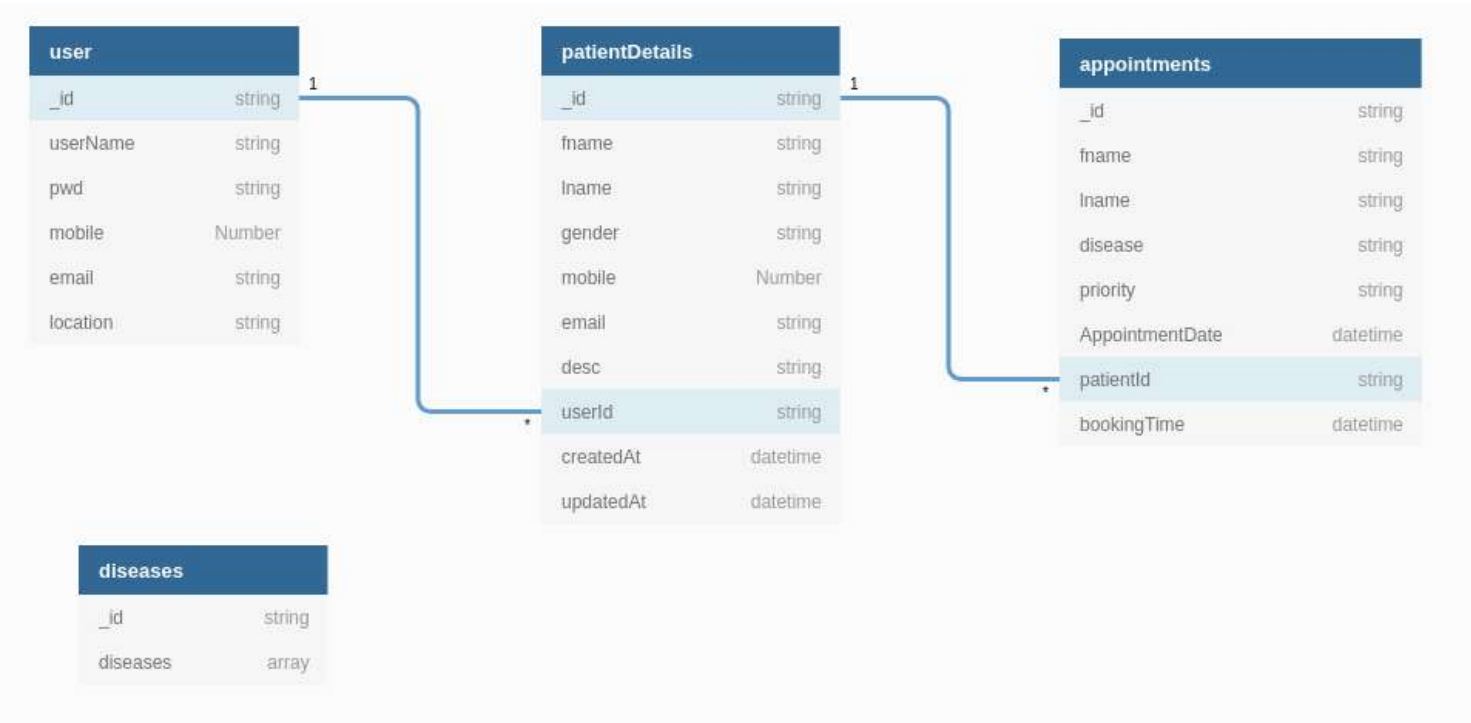 user
_id string
userName string
pwd string
mobile Number
email string
location string
1
*
patientDetails
_id string
fname string
lname string
gender string
mobile Number
email string
desc string
userId string
createdAt datetime
updatedAt datetime
1
*
appointments
_id string
fname string
lname string
disease string
priority string
AppointmentDate datetime
patientId string
bookingTime datetime
diseases
_id string
diseases array